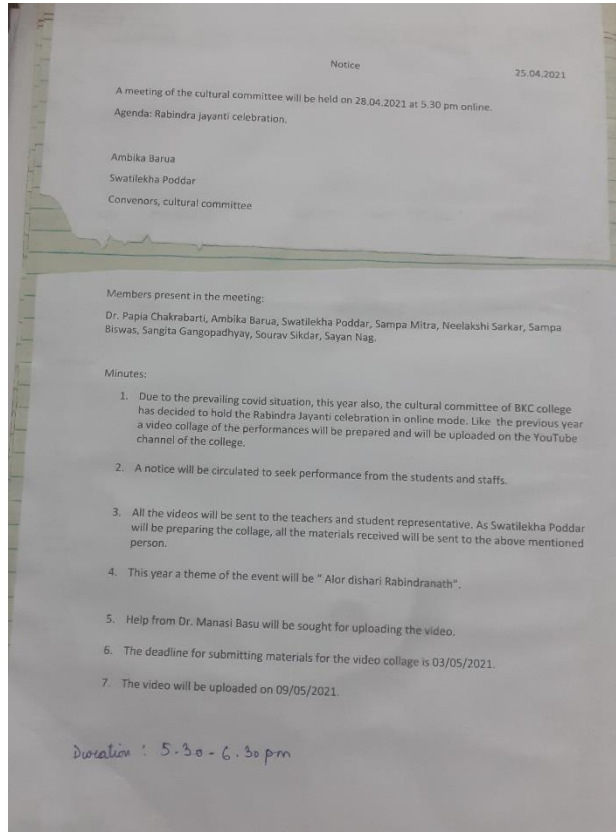 Notice
25.04.2021
A meeting of the cultural committee will be held on 28.04.2021 at 5.30 pm online.
Agenda: Rabindra jayanti celebration.
Ambika Barua
Swatilekha Poddar
Convenors, cultural committee
Members present in the meeting:
Dr. Papia Chakrabarti, Ambika Barua, Swatilekha Poddar, Sampa Mitra, Neelakshi Sarkar, Sampa
Biswas, Sangita Gangopadhyay, Sourav Sikdar, Sayan Nag.
Minutes:
1. Due to the prevailing covid situation, this year also, the cultural committee of BKC college
has decided to hold the Rabindra Jayanti celebration in online mode. Like the previous year
a video collage of the performances will be prepared and will be uploaded on the YouTube
channel of the college.
2. A notice will be circulated to seek performance from the students and staffs.
3. All the videos will be sent to the teachers and student representative. As Swatilekha Poddar
will be preparing the collage, all the materials received will be sent to the above mentioned
person.
4. This year a theme of the event will be " Alor dishari Rabindranath".
5. Help from Dr. Manasi Basu will be sought for uploading the video.
6. The deadline for submitting materials for the video collage is 03/05/2021.
7. The video will be uploaded on 09/05/2021.
Duration : 5.30 - 6.30 pm